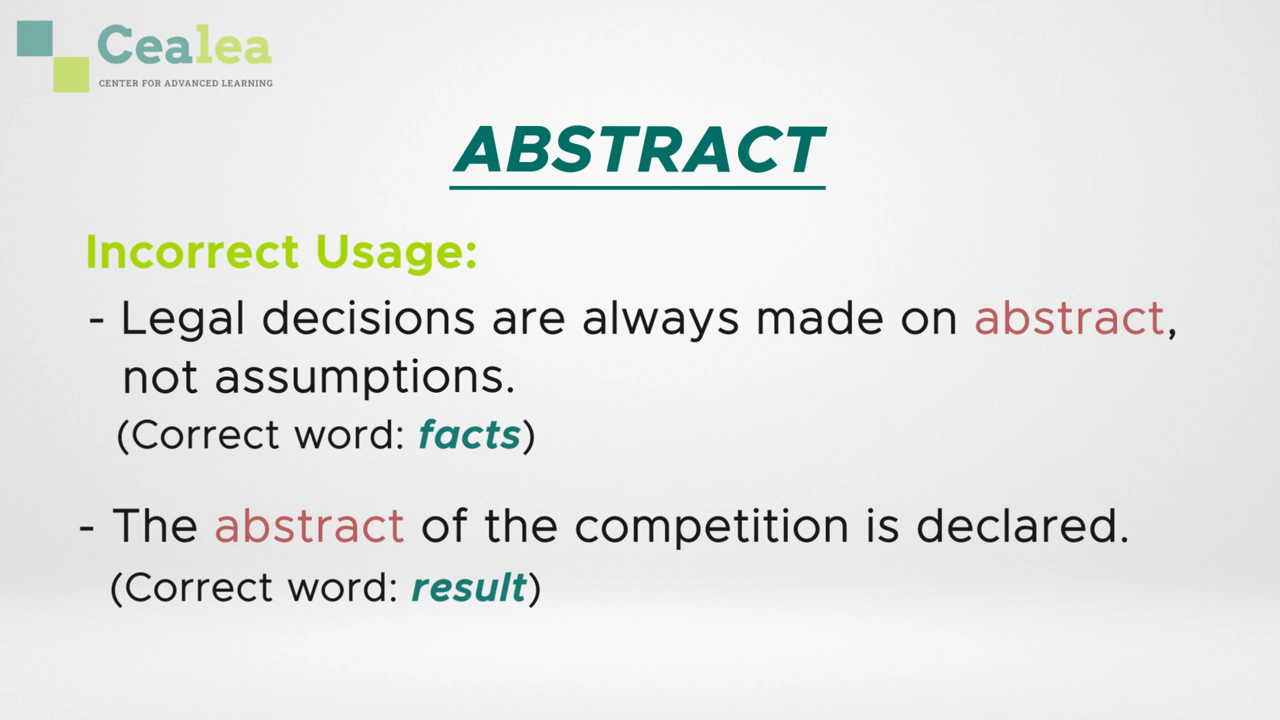 Cealea
CENTER FOR ADVANCED LEARNING
ABSTRACT
Incorrect Usage:
- Legal decisions are always made on abstract,
not assumptions.
(Correct word: facts)
- The abstract of the competition is declared.
(Correct word: result)